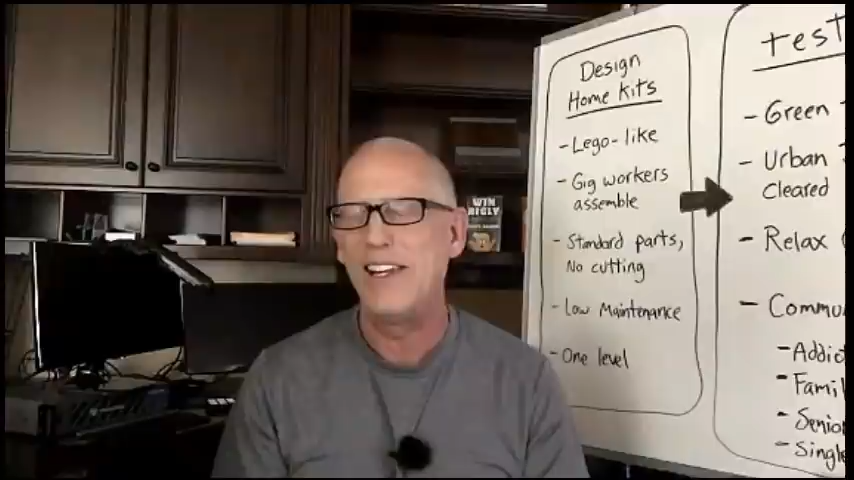 Design
Home Kits
- Lego-like
- Gig workers
assemble
- Standard parts,
No cutting
- Low Maintenance
- One level
test
- Green
- Urban
Cleared
- Relax
- Commu
- Addic
- Famil
- Senio
- Single
WIN
BIGLY